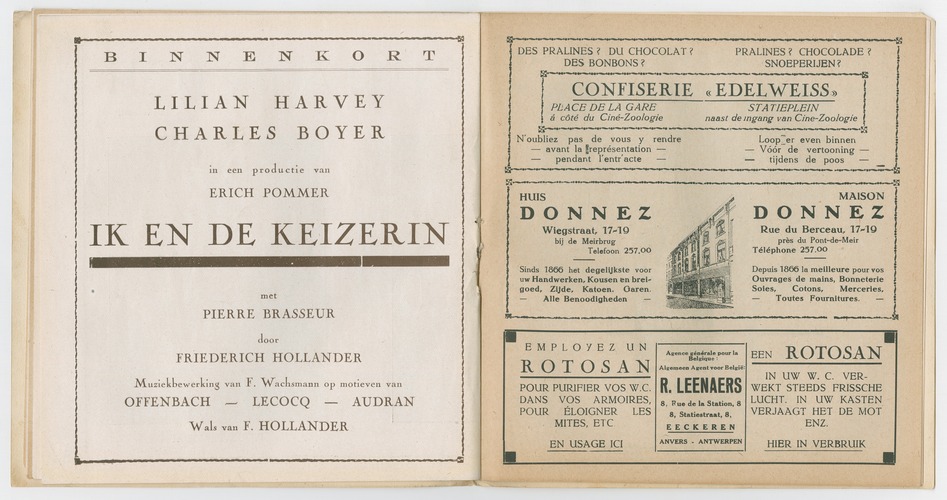 BINNENKORT
LILIAN HARVEY
CHARLES BOYER
in een productie van
ERICH POMMER
IK EN DE KEIZERIN
met
PIERRE BRASSEUR
door
FRIEDERICH HOLLANDER
Muziekbewerking van F. Wachsmann op motieven van
OFFENBACH — LECOCQ — AUDRAN
Wals van F. HOLLANDER
DES PRALINES? DU CHOCOLAT?
DES BONBONS?
PRALINES? CHOCOLADE?
SNOEPERIJEN?
CONFISERIE « EDELWEISS »
PLACE DE LA GARE
á côté du Ciné-Zoologie
STATIEPLEIN
naast de ingang van Ciné-Zoologie
N'oubliez pas de vous y rendre
— avant la représentation —
— pendant l'entr'acte —
Loop er even binnen
— Vóór de vertooning —
— tijdens de poos —
HUIS
DONNEZ
Wiegstraat, 17-19
bij de Meirbrug
Telefoon 257.00
Sinds 1866 het degelijkste voor
uw Handwerken, Kousen en brei-
goed, Zijde, Katoen, Garen.
— Alle Benoodigheden —
MAISON
DONNEZ
Rue du Berceau, 17-19
près du Pont-de-Meir
Téléphone 257.00
Depuis 1866 la meilleure pour vos
Ouvrages de mains, Bonneterie
Soies, Cotons, Merceries,
— Toutes Fournitures. —
EMPLOYEZ UN
ROTOSAN
POUR PURIFIER VOS W.C.
DANS VOS ARMOIRES,
POUR ÉLOIGNER LES
MITES, ETC
EN USAGE ICI
Agence générale pour la
Belgique:
Algemeen Agent voor België:
R. LEENAERS
8, Rue de la Station, 8
8, Statiestraat, 8,
EECKEREN
ANVERS - ANTWERPEN
EEN ROTOSAN
IN UW W. C. VER-
WEKT STEEDS FRISSCHE
LUCHT. IN UW KASTEN
VERJAAGT HET DE MOT
ENZ.
HIER IN VERBRUIK